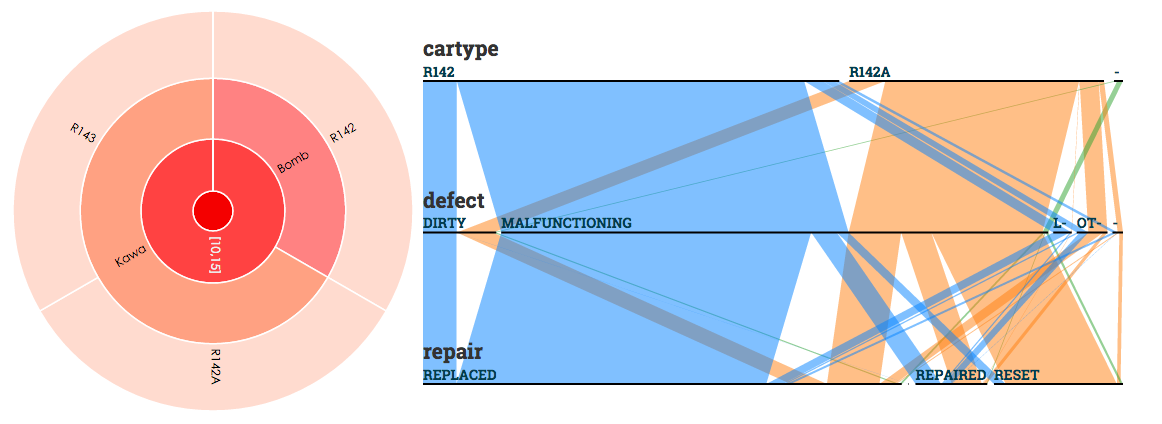 R143
R142
Bomb
Kawa
[10,15]
R142A
cartype
R142 R142A -
defect
DIRTY MALFUNCTIONING L- OT- -
repair
REPLACED REPAIRED RESET